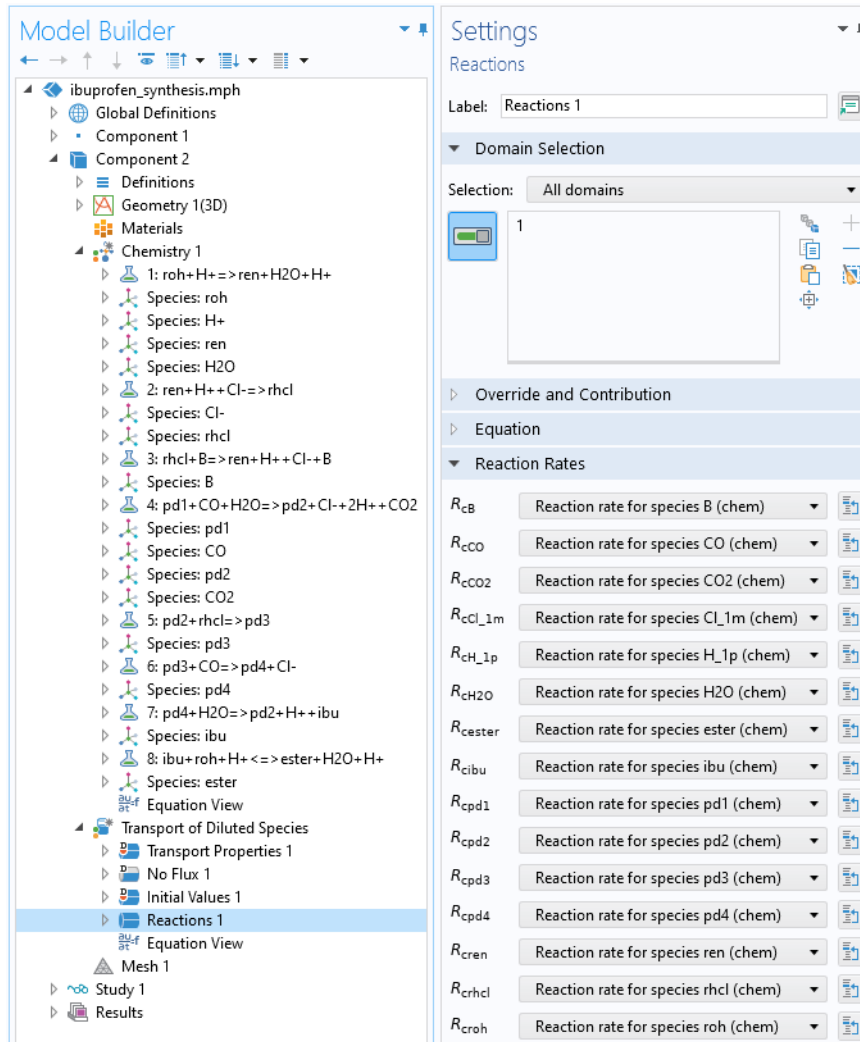 Model Builder
ibuprofen_synthesis.mph
Global Definitions
Component 1
Component 2
Definitions
Geometry 1(3D)
Materials
Chemistry 1
1: roh+H+=>ren+H2O+H+
Species: roh
Species: H+
Species: ren
Species: H2O
2: ren+H++Cl-=>rhcl
Species: Cl-
Species: rhcl
3: rhcl+B=>ren+H++Cl-+B
Species: B
4: pd1+CO+H2O=>pd2+Cl-+2H++CO2
Species: pd1
Species: CO
Species: pd2
Species: CO2
5: pd2+rhcl=>pd3
Species: pd3
6: pd3+CO=>pd4+Cl-
Species: pd4
7: pd4+H2O=>pd2+H++ibu
Species: ibu
8: ibu+roh+H+<=>ester+H2O+H+
Species: ester
Equation View
Transport of Diluted Species
Transport Properties 1
No Flux 1
Initial Values 1
Reactions 1
Equation View
Mesh 1
Study 1
Results
Settings
Reactions
Label: Reactions 1
Domain Selection
Selection: All domains
1
Override and Contribution
Equation
Reaction Rates
RcB Reaction rate for species B (chem)
RcCO Reaction rate for species CO (chem)
RcCO2 Reaction rate for species CO2 (chem)
RcCl_1m Reaction rate for species Cl_1m (chem)
RcH_1p Reaction rate for species H_1p (chem)
RcH2O Reaction rate for species H2O (chem)
Rcester Reaction rate for species ester (chem)
Rcibu Reaction rate for species ibu (chem)
Rcpd1 Reaction rate for species pd1 (chem)
Rcpd2 Reaction rate for species pd2 (chem)
Rcpd3 Reaction rate for species pd3 (chem)
Rcpd4 Reaction rate for species pd4 (chem)
Rcren Reaction rate for species ren (chem)
Rcrhcl Reaction rate for species rhcl (chem)
Rcroh Reaction rate for species roh (chem)